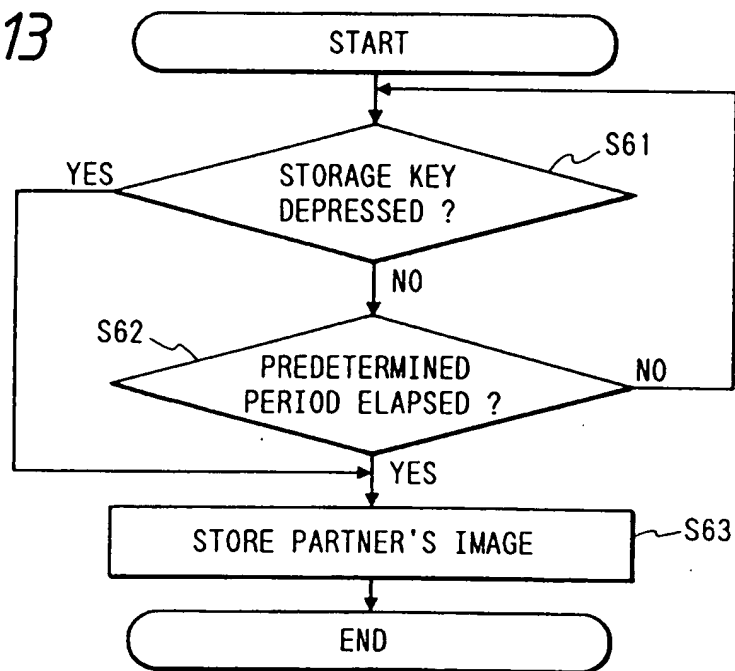 13
START
S61
YES
STORAGE KEY
DEPRESSED ?
NO
S62
PREDETERMINED
PERIOD ELAPSED ?
NO
YES
STORE PARTNER'S IMAGE
S63
END